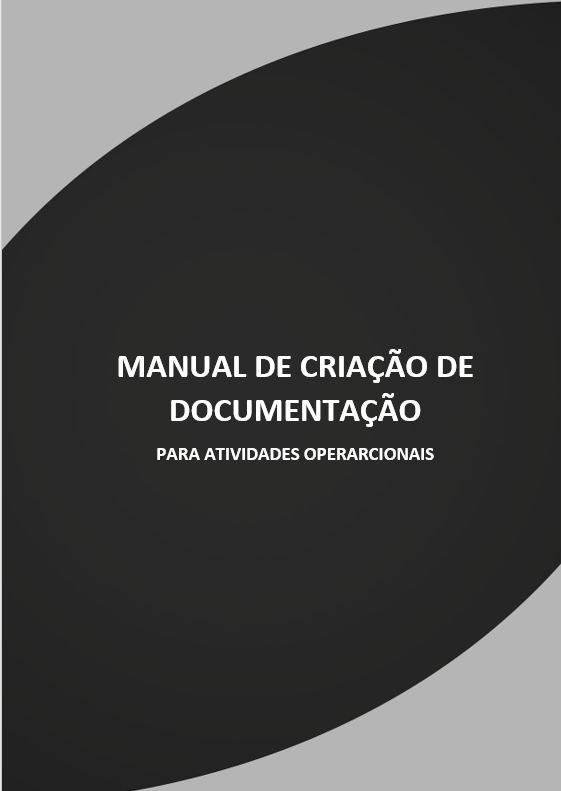 MANUAL DE CRIAÇÃO DE
DOCUMENTAÇÃO
PARA ATIVIDADES OPERARCIONAIS